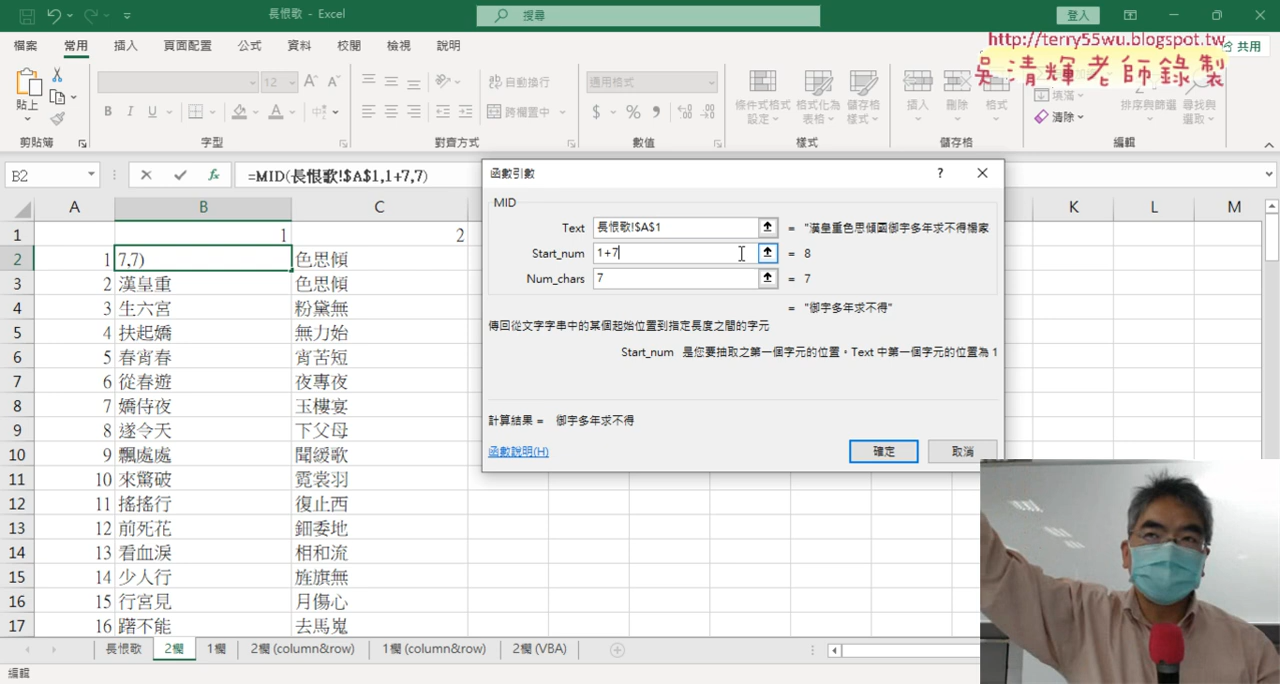 長恨歌 - Excel
搜尋
登入
檔案 常用 插入 頁面配置 公式 資料 校閱 檢視 說明
共用
http://terry55wu.blogspot.tw
吳清輝老師錄製
貼上
12
自動換行
跨欄置中
通用格式
條件式格式設定
格式化為表格
儲存格樣式
插入 刪除 格式
填滿
清除
排序與篩選 尋找與選取
剪貼簿 字型 對齊方式 數值 樣式 儲存格 編輯
B2
=MID(長恨歌!$A$1,1+7,7)
函數引數
MID
Text 長恨歌!$A$1 = "漢皇重色思傾國御宇多年求不得楊家
Start_num 1+7 = 8
Num_chars 7 = 7
= "御宇多年求不得"
傳回從文字字串中的某個起始位置到指定長度之間的字元
Start_num 是您要抽取之第一個字元的位置。Text 中第一個字元的位置為 1
計算結果 = 御宇多年求不得
函數說明(H)
確定 取消
A B C K L M
1 1 2
2 1 7,7) 色思傾
3 2 漢皇重 色思傾
4 3 生六宮 粉黛無
5 4 扶起嬌 無力始
6 5 春宵春 宵苦短
7 6 從春遊 夜專夜
8 7 嬌侍夜 玉樓宴
9 8 遂令天 下父母
10 9 飄處處 聞緩歌
11 10 來驚破 霓裳羽
12 11 搖搖行 復止西
13 12 前死花 鈿委地
14 13 看血淚 相和流
15 14 少人行 旌旗無
16 15 行宮見 月傷心
17 16 躇不能 去馬嵬
長恨歌 2欄 1欄 2欄 (column&row) 1欄 (column&row) 2欄 (VBA)
編輯